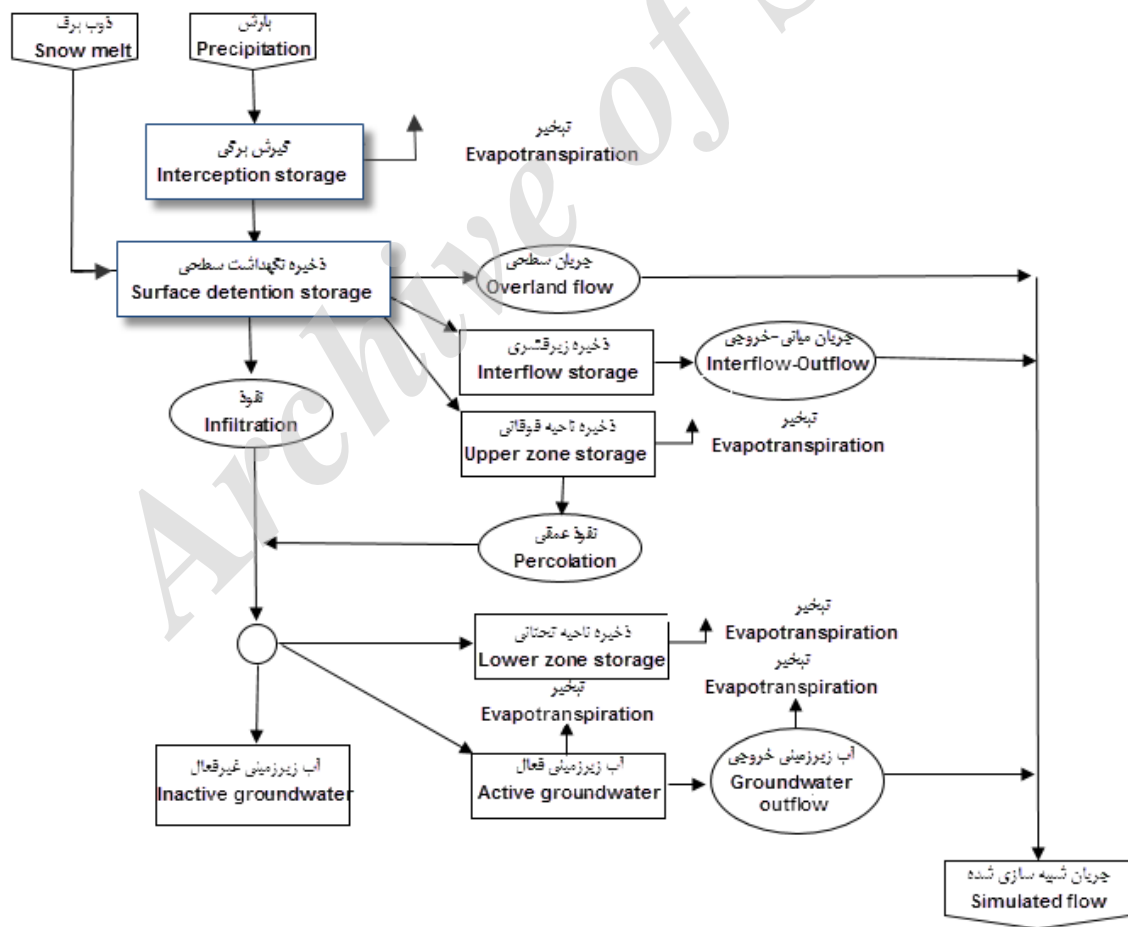 ذوب برف
Snow melt
بارش
Precipitation
گیرش برگی
Interception storage
تبخیر
Evapotranspiration
ذخیره نگهداشت سطحی
Surface detention storage
جریان سطحی
Overland flow
ذخیره زیرقشری
Interflow storage
جریان میانی-خروجی
Interflow-Outflow
نفوذ
Infiltration
ذخیره ناحیه فوقانی
Upper zone storage
تبخیر
Evapotranspiration
نفوذ عمقی
Percolation
ذخیره ناحیه تحتانی
Lower zone storage
تبخیر
Evapotranspiration
تبخیر
Evapotranspiration
تبخیر
Evapotranspiration
آب زیرزمینی غیرفعال
Inactive groundwater
آب زیرزمینی فعال
Active groundwater
آب زیرزمینی خروجی
Groundwater
outflow
جریان شبیه سازی شده
Simulated flow
Archive of